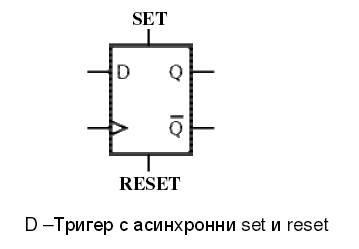 SET
D Q
Q̅
RESET
D –Тригер с асинхронни set и reset